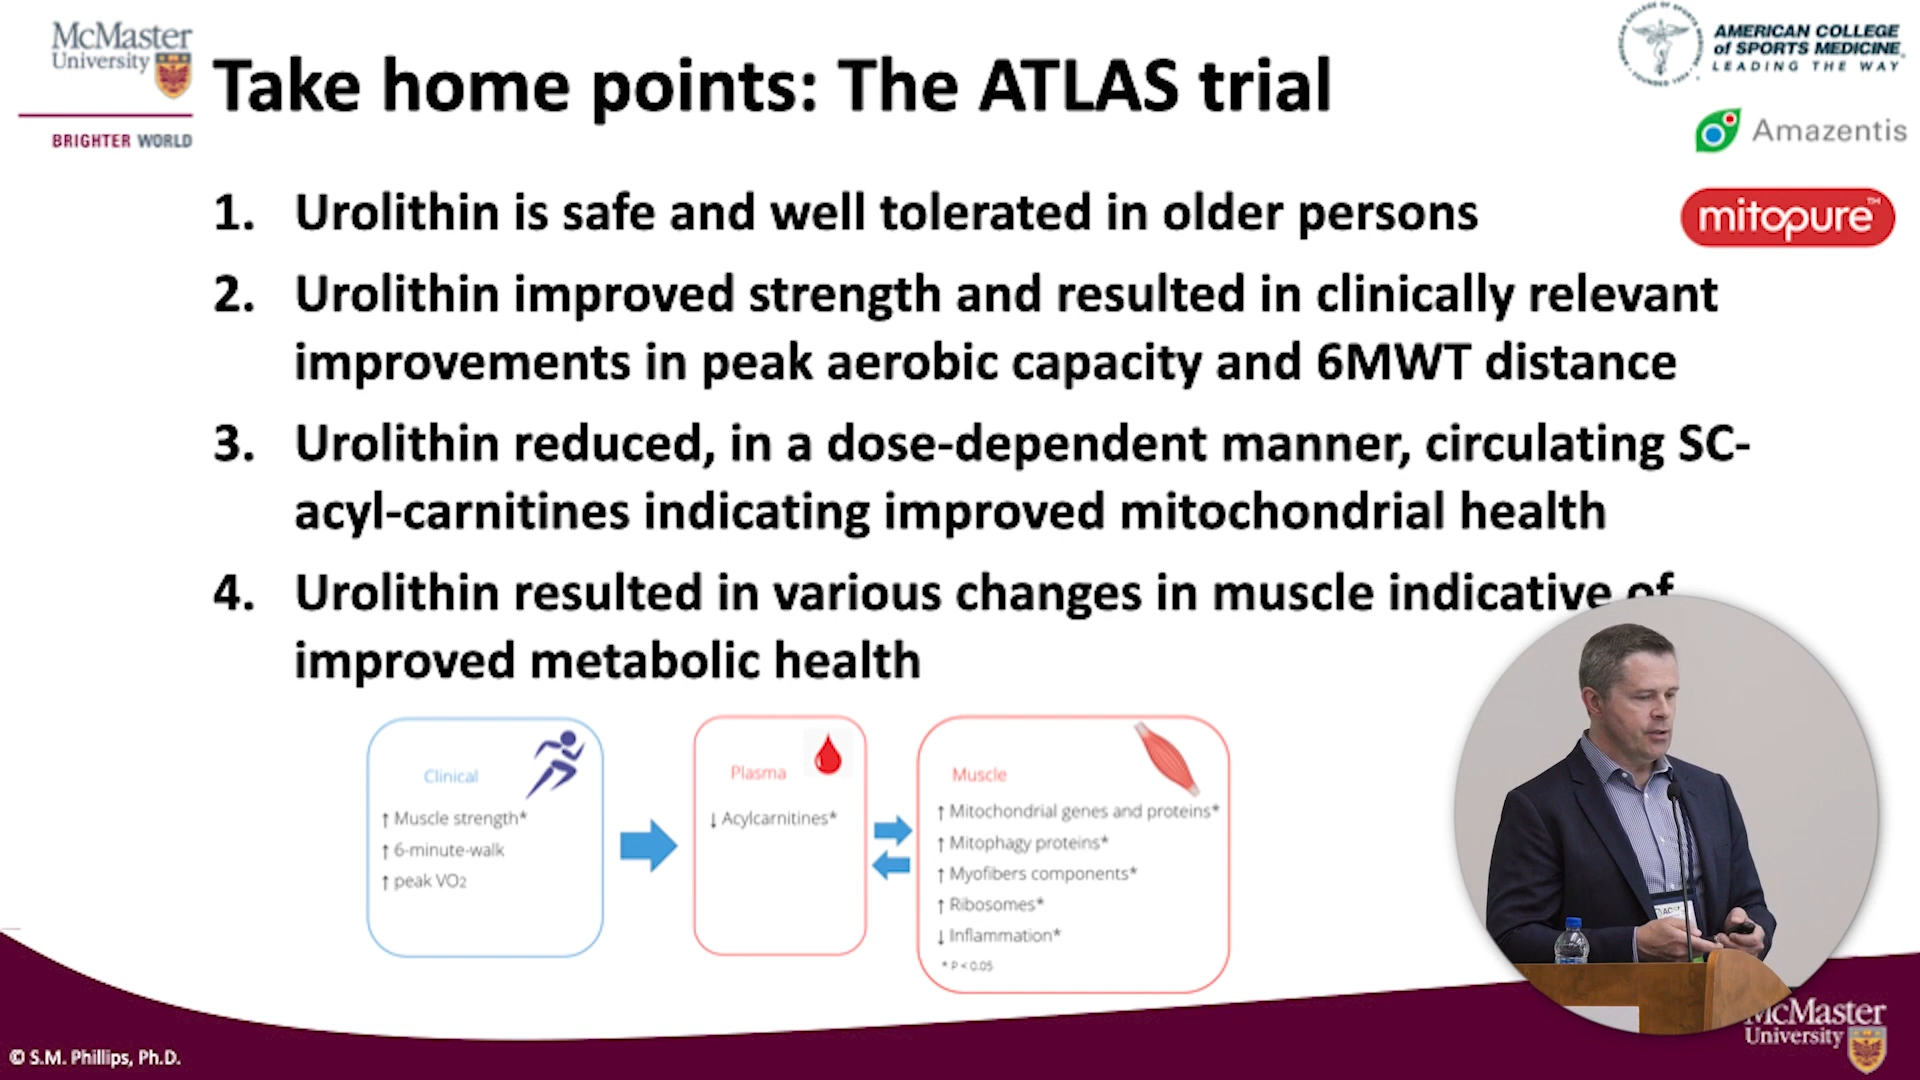 McMaster
University
BRIGHTER WORLD
Take home points: The ATLAS trial
AMERICAN COLLEGE
of SPORTS MEDICINE
LEADING THE WAY
Amazentis
mitopure™
1. Urolithin is safe and well tolerated in older persons
2. Urolithin improved strength and resulted in clinically relevant
improvements in peak aerobic capacity and 6MWT distance
3. Urolithin reduced, in a dose-dependent manner, circulating SC-
acyl-carnitines indicating improved mitochondrial health
4. Urolithin resulted in various changes in muscle indicative of
improved metabolic health
Clinical
↑ Muscle strength*
↑ 6-minute-walk
↑ peak VO2
Plasma
↓ Acylcarnitines*
Muscle
↑ Mitochondrial genes and proteins*
↑ Mitophagy proteins*
↑ Myofibers components*
↑ Ribosomes*
↓ Inflammation*
* P < 0.05
McMaster
University
© S.M. Phillips, Ph.D.